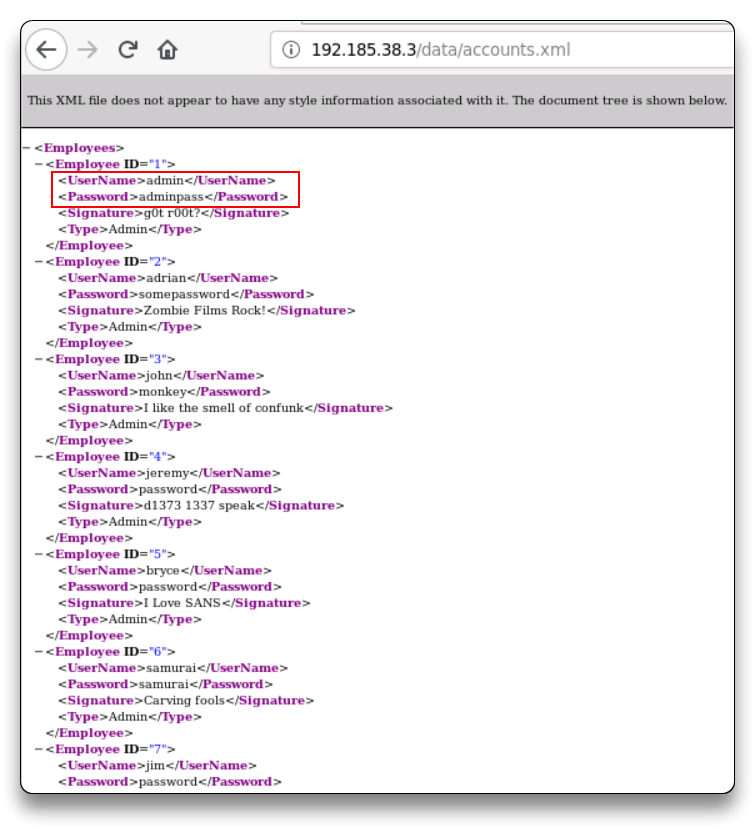 192.185.38.3/data/accounts.xml
This XML file does not appear to have any style information associated with it. The document tree is shown below.
− <Employees>
− <Employee ID="1">
<UserName>admin</UserName>
<Password>adminpass</Password>
<Signature>g0t r00t?</Signature>
<Type>Admin</Type>
</Employee>
− <Employee ID="2">
<UserName>adrian</UserName>
<Password>somepassword</Password>
<Signature>Zombie Films Rock!</Signature>
<Type>Admin</Type>
</Employee>
− <Employee ID="3">
<UserName>john</UserName>
<Password>monkey</Password>
<Signature>I like the smell of confunk</Signature>
<Type>Admin</Type>
</Employee>
− <Employee ID="4">
<UserName>jeremy</UserName>
<Password>password</Password>
<Signature>d1373 1337 speak</Signature>
<Type>Admin</Type>
</Employee>
− <Employee ID="5">
<UserName>bryce</UserName>
<Password>password</Password>
<Signature>I Love SANS</Signature>
<Type>Admin</Type>
</Employee>
− <Employee ID="6">
<UserName>samurai</UserName>
<Password>samurai</Password>
<Signature>Carving fools</Signature>
<Type>Admin</Type>
</Employee>
− <Employee ID="7">
<UserName>jim</UserName>
<Password>password</Password>